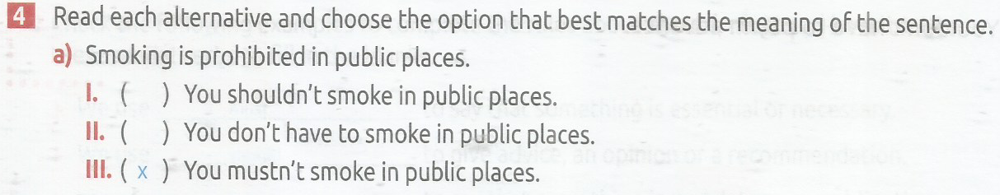 4 Read each alternative and choose the option that best matches the meaning of the sentence.
a) Smoking is prohibited in public places.
I. (   ) You shouldn't smoke in public places.
II. (   ) You don't have to smoke in public places.
III. ( x ) You mustn't smoke in public places.